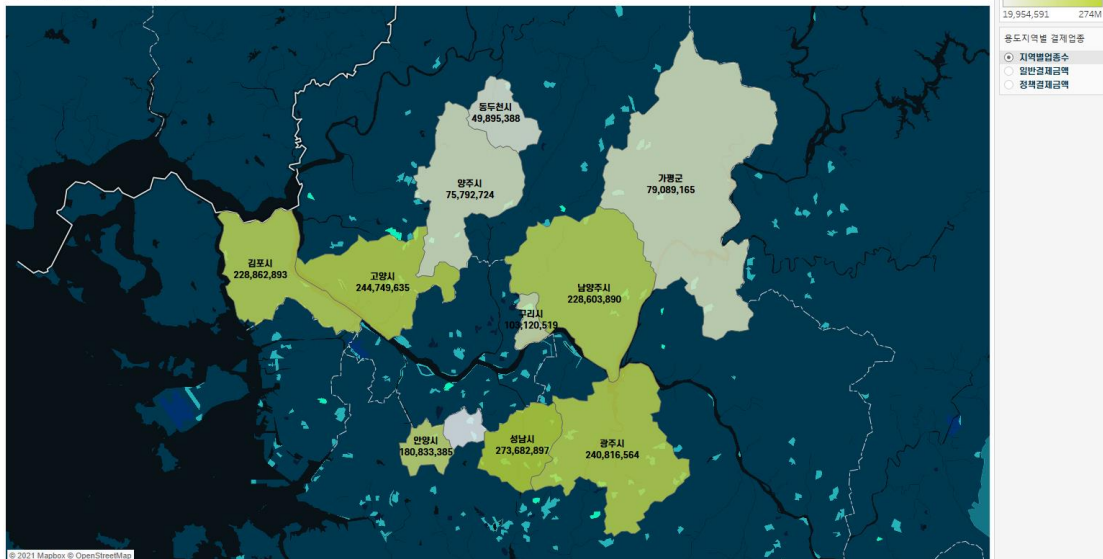 19,954,591 274M
용도지역별 결제업종
지역별업종수
일반결제금액
정책결제금액
동두천시
49,895,388
양주시
75,792,724
가평군
79,089,165
김포시
228,862,893
고양시
244,749,635
남양주시
228,603,890
구리시
103,120,519
안양시
180,833,385
성남시
273,682,897
광주시
240,816,564
© 2021 Mapbox © OpenStreetMap